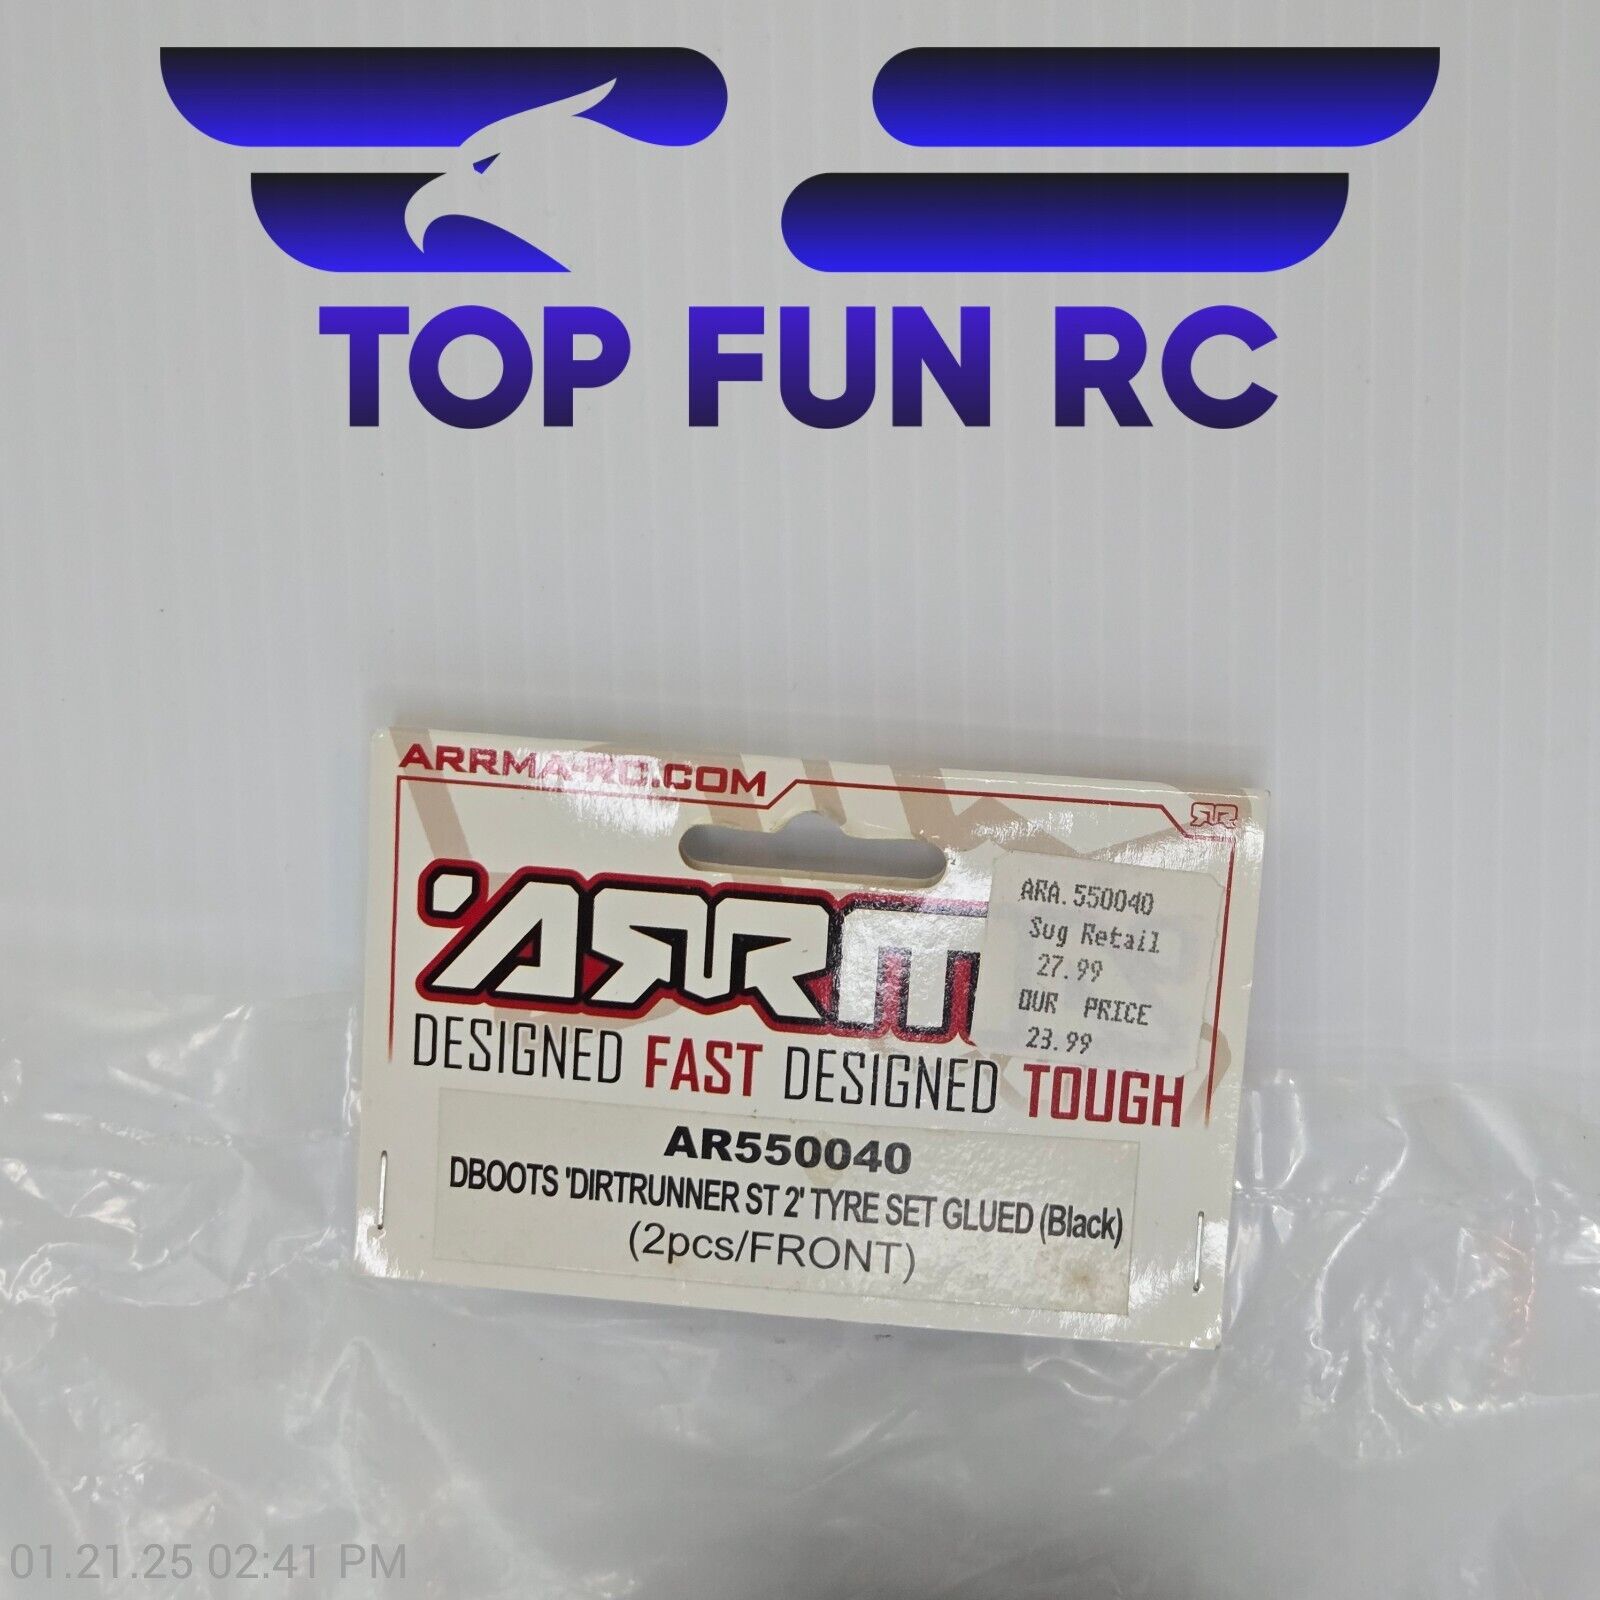 TOP FUN RC
ARRMA-RC.COM
ARA.550040
Sug Retail
27.99
OUR PRICE
23.99
ARRM
DESIGNED FAST DESIGNED TOUGH
AR550040
DBOOTS 'DIRTRUNNER ST 2' TYRE SET GLUED (Black)
(2pcs/FRONT)
01.21.25 02:41 PM